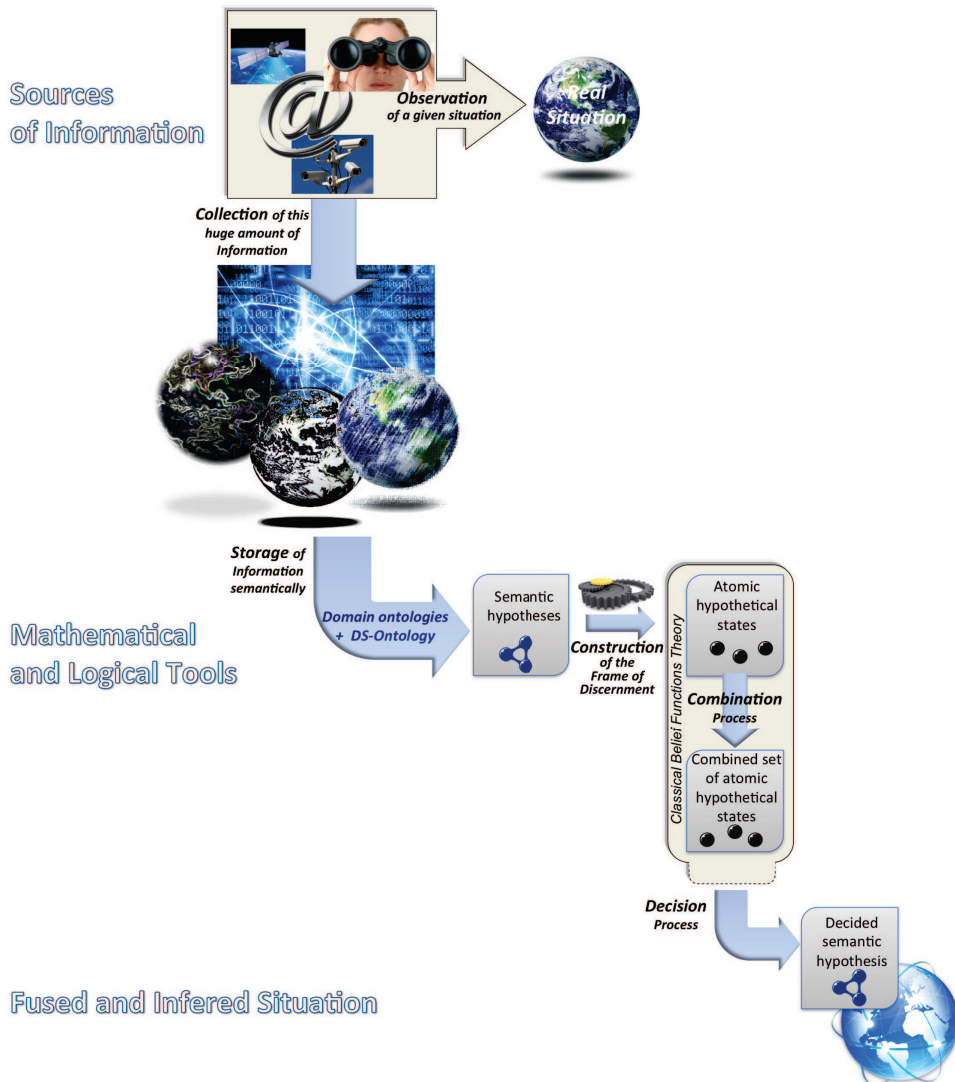 Sources
of Information
@
Observation
of a given situation
Real
Situation
Collection of this
huge amount of
Information
Storage of
Information
semantically
Domain ontologies
+ DS-Ontology
Semantic
hypotheses
Construction
of the
Frame of
Discernment
Mathematical
and Logical Tools
Classical Belief Functions Theory
Atomic
hypothetical
states
Combination
Process
Combined set
of atomic
hypothetical
states
Decision
Process
Decided
semantic
hypothesis
Fused and Infered Situation